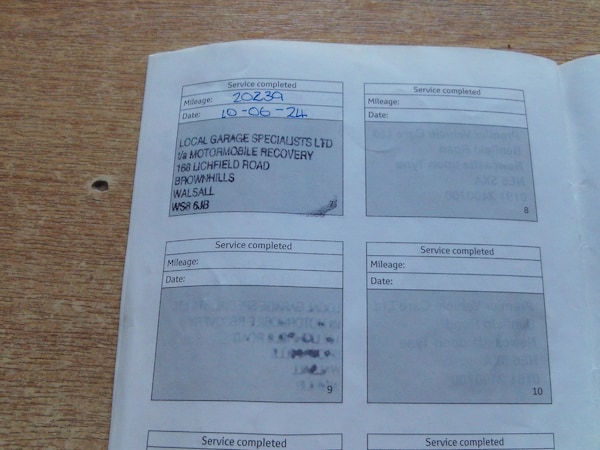 Service completed
Mileage: 20239
Date: 10-06-24
LOCAL GARAGE SPECIALISTS LTD
t/a MOTORMOBILE RECOVERY
168 LICHFIELD ROAD
BROWNHILLS
WALSALL
WS8 6JB
7
Service completed
Mileage:
Date:
8
Service completed
Mileage:
Date:
9
Service completed
Mileage:
Date:
10
Service completed
Service completed